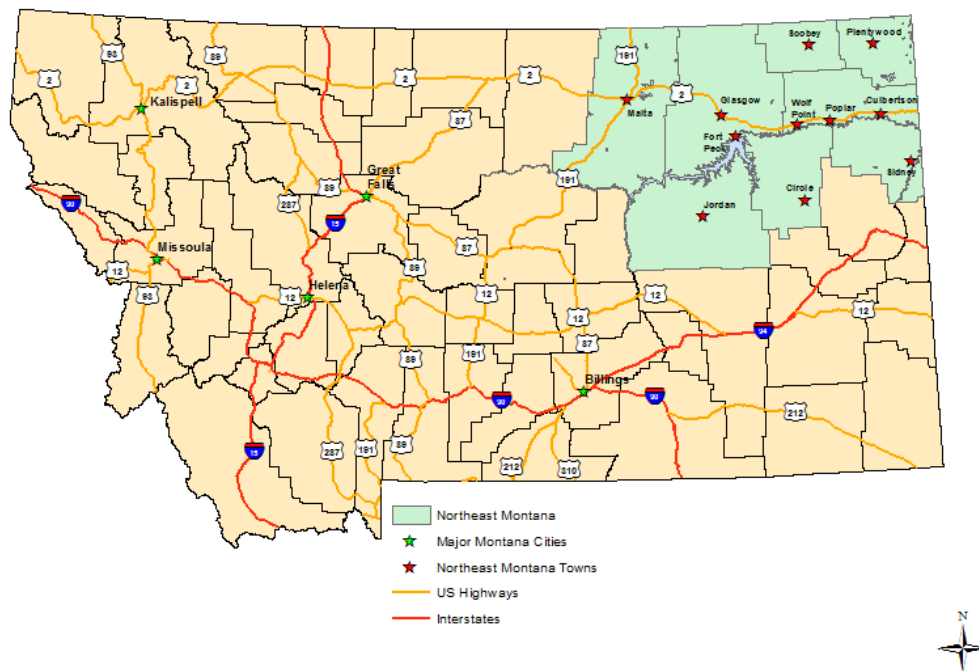 93
89
191
Scobey
Plentywood
2
2
2
2
2
Kalispell
Malta
Glasgow
Wolf
Point
Poplar
Culbertson
87
Fort
Peck
Great
Falls
89
191
Sidney
Circle
90
287
15
Jordan
Missoula
87
12
89
93
12
Helena
12
12
12
12
94
87
89
191
Billings
90
90
212
15
287
191
89
212
310
Northeast Montana
Major Montana Cities
Northeast Montana Towns
US Highways
Interstates
N